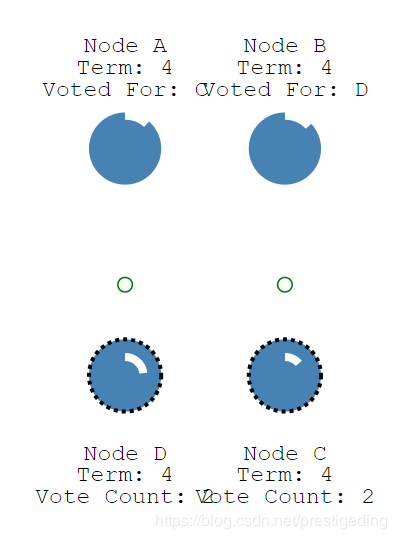 Node A
Term: 4
Voted For: C
Node B
Term: 4
Voted For: D
Node D
Term: 4
Vote Count: 2
Node C
Term: 4
Vote Count: 2
https://blog.csdn.net/prestigeding